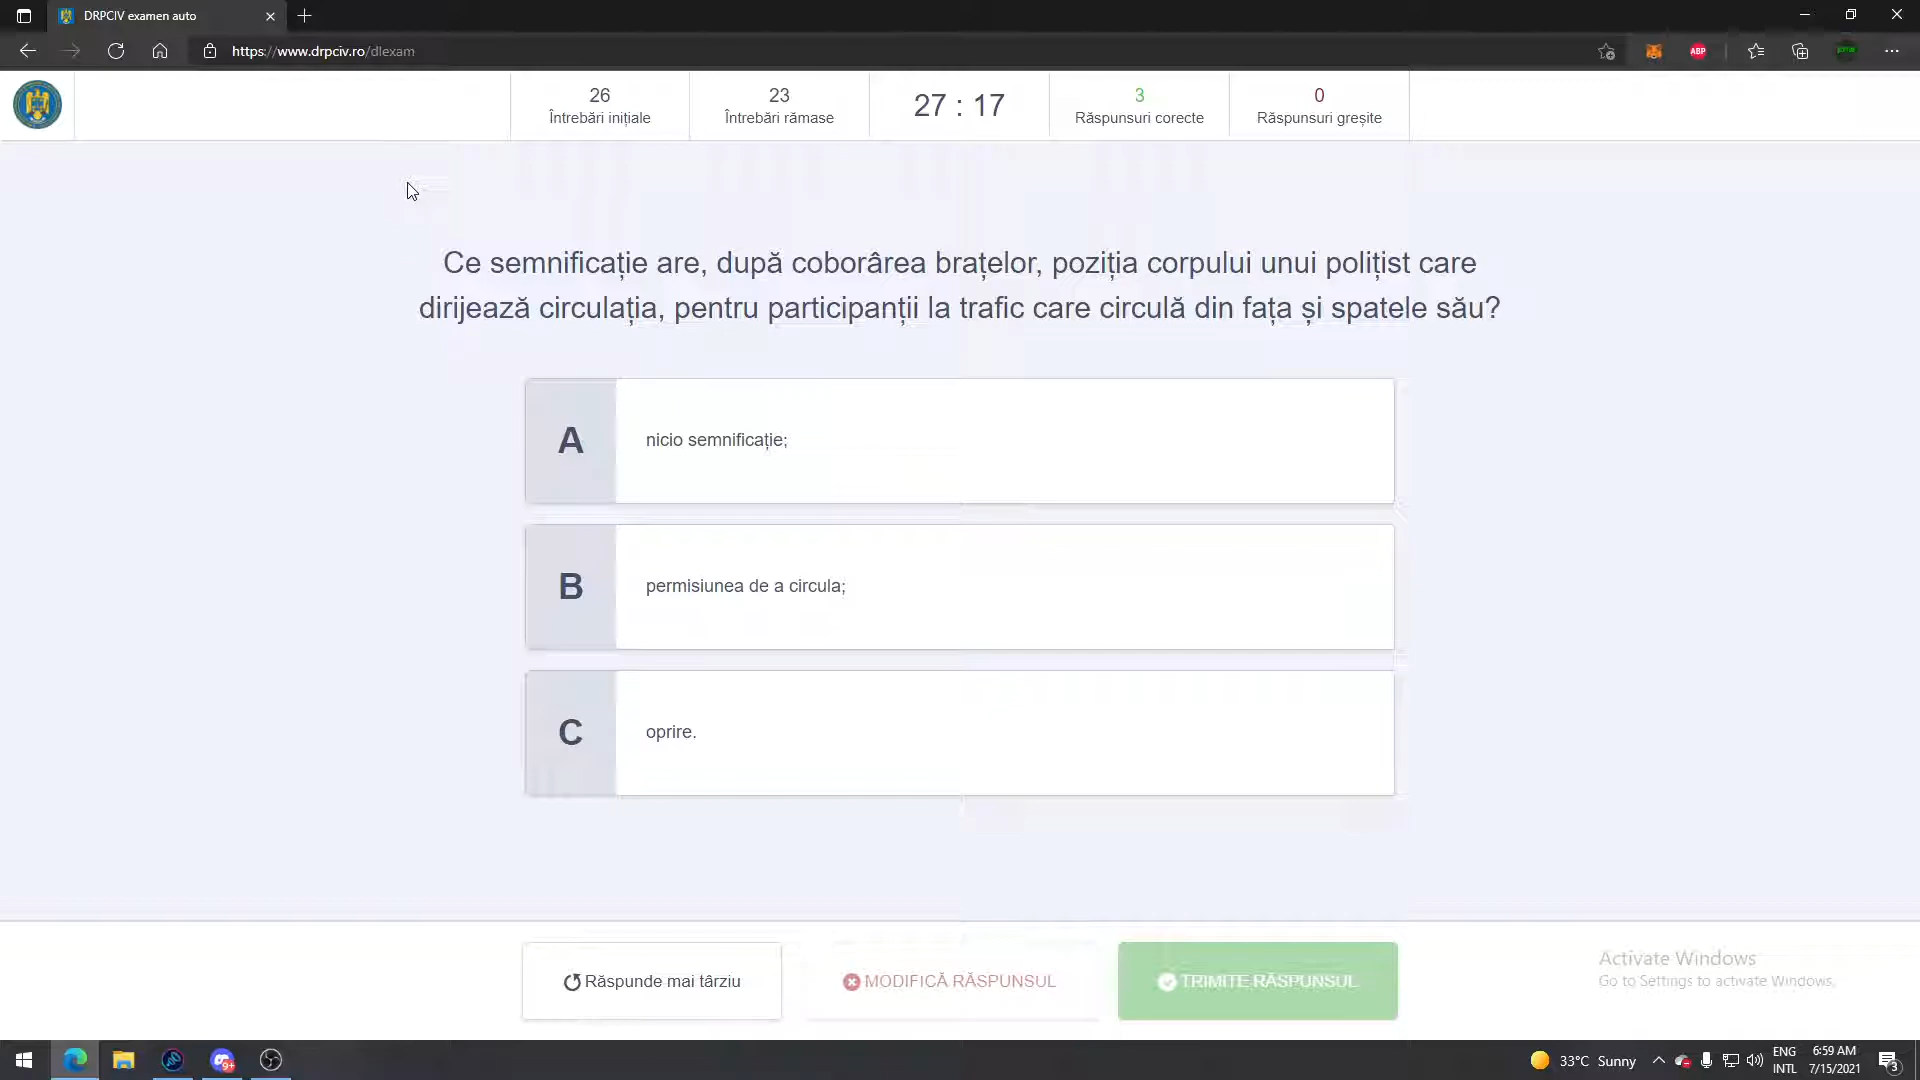 DRPCIV examen auto
https://www.drpciv.ro/dlexam
ABP
26
Întrebări inițiale
23
Întrebări rămase
27 : 17
3
Răspunsuri corecte
0
Răspunsuri greșite
Ce semnificație are, după coborârea brațelor, poziția corpului unui polițist care
dirijează circulația, pentru participanții la trafic care circulă din fața și spatele său?
A
nicio semnificație;
B
permisiunea de a circula;
C
oprire.
Răspunde mai târziu
MODIFICĂ RĂSPUNSUL
TRIMITE RĂSPUNSUL
Activate Windows
Go to Settings to activate Windows.
9+
33°C Sunny
ENG
INTL
6:59 AM
7/15/2021
3